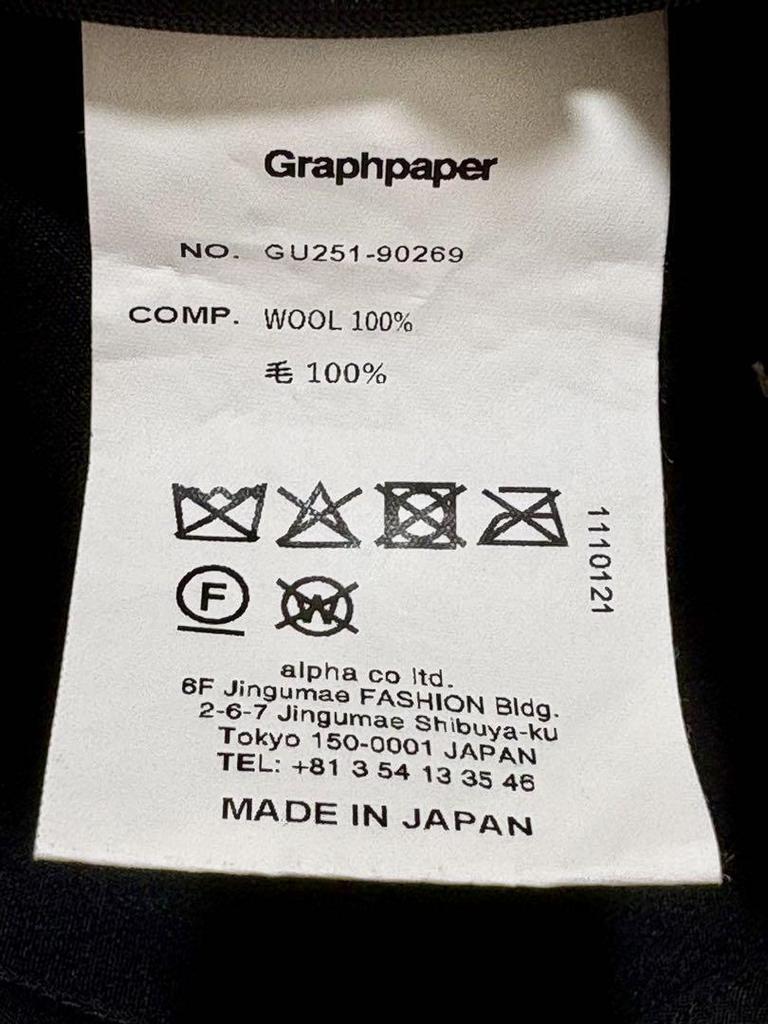 Graphpaper
NO. GU251-90269
COMP. WOOL 100%
毛 100%
F W
1110121
alpha co ltd.
6F Jingumae FASHION Bldg.
2-6-7 Jingumae Shibuya-ku
Tokyo 150-0001 JAPAN
TEL: +81 3 54 13 35 46
MADE IN JAPAN